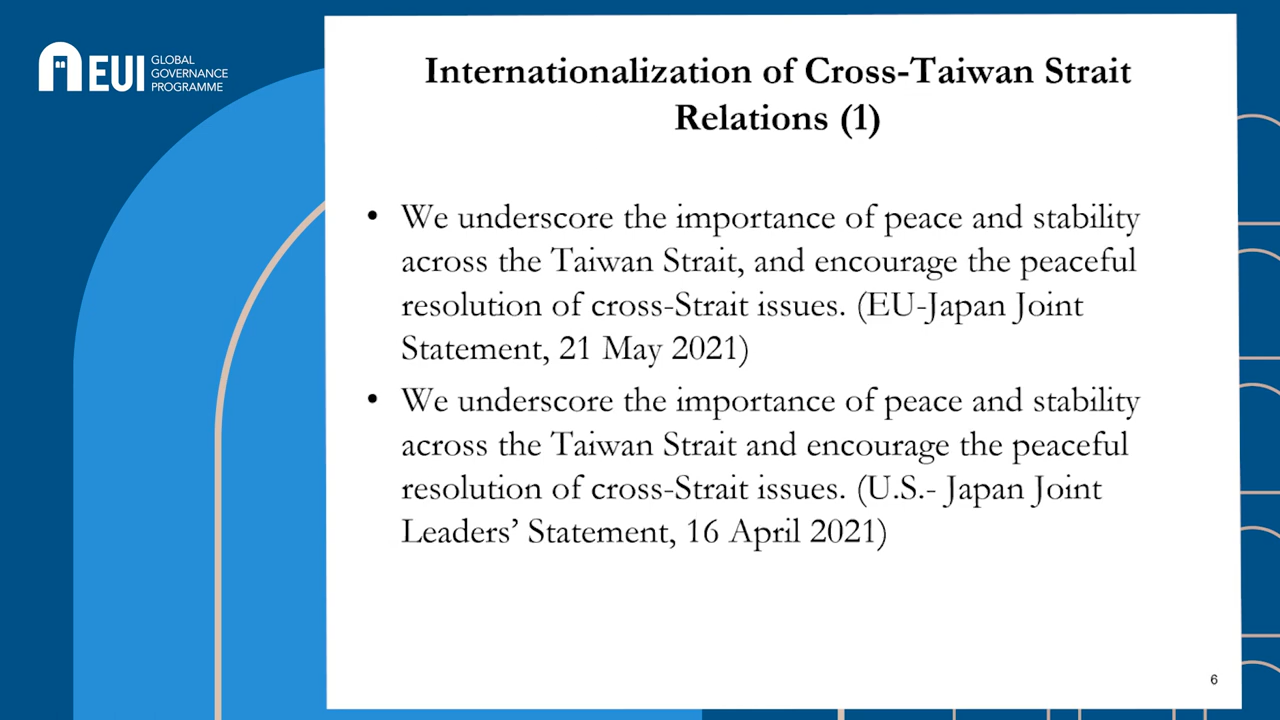 EUI
GLOBAL
GOVERNANCE
PROGRAMME
Internationalization of Cross-Taiwan Strait
Relations (1)
• We underscore the importance of peace and stability
across the Taiwan Strait, and encourage the peaceful
resolution of cross-Strait issues. (EU-Japan Joint
Statement, 21 May 2021)
• We underscore the importance of peace and stability
across the Taiwan Strait and encourage the peaceful
resolution of cross-Strait issues. (U.S.- Japan Joint
Leaders’ Statement, 16 April 2021)
6